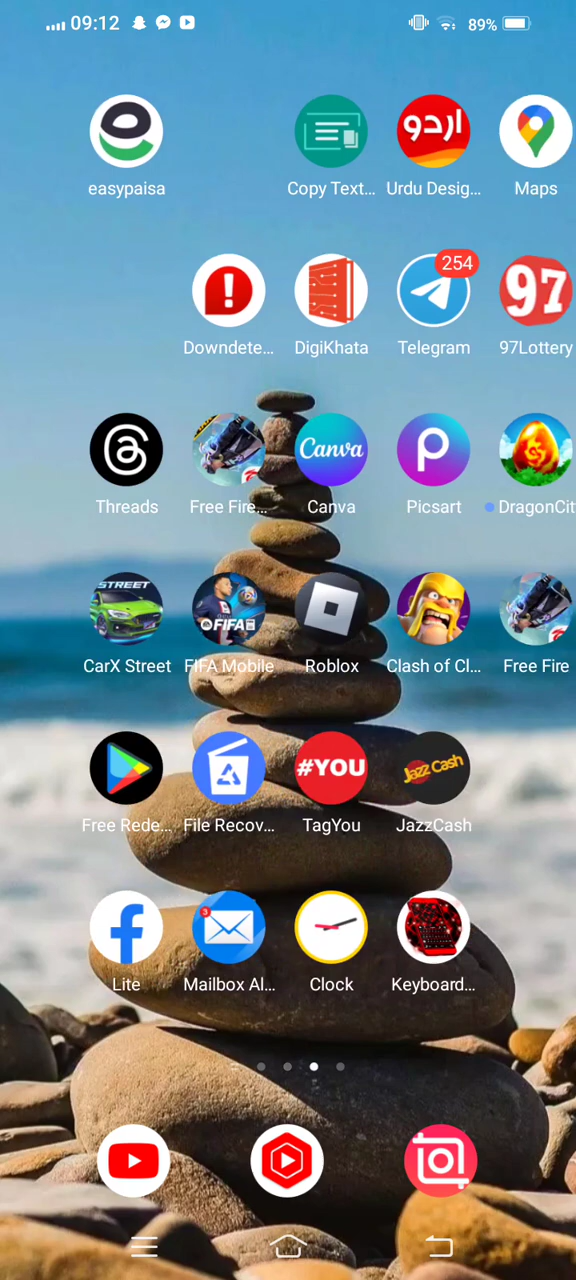 09:12
89%
easypaisa
Copy Text...
اردو
Urdu Desig...
Maps
254
97
Downdete...
DigiKhata
Telegram
97Lottery
Canva
Threads
Free Fire...
Canva
Picsart
DragonCit
STREET
FIFA
CarX Street
FIFA Mobile
Roblox
Clash of Cl...
Free Fire
#YOU
Jazz Cash
Free Rede...
File Recov...
TagYou
JazzCash
3
Lite
Mailbox Al...
Clock
Keyboard...